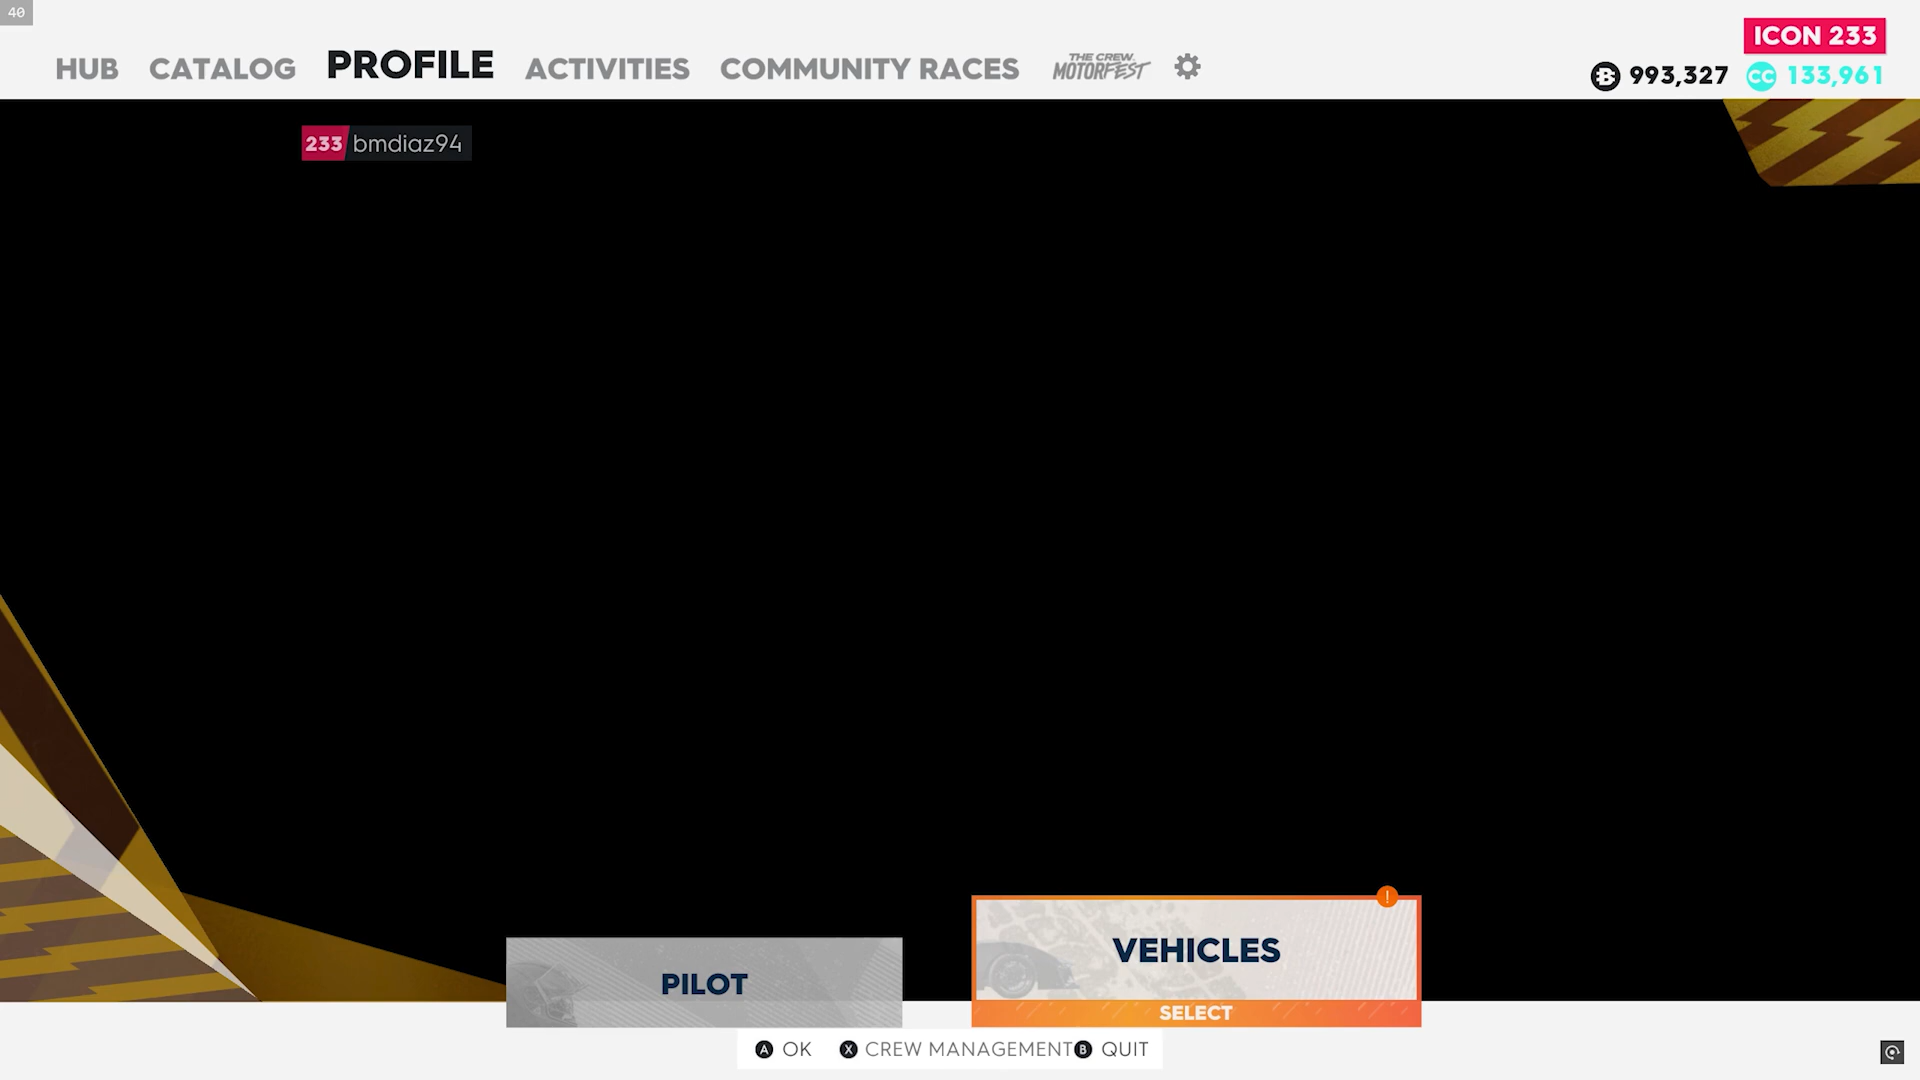 40
ICON 233
HUB CATALOG PROFILE ACTIVITIES COMMUNITY RACES THE CREW MOTORFEST
993,327 CC 133,961
233 bmdiaz94
!
VEHICLES
PILOT
SELECT
A OK X CREW MANAGEMENT B QUIT